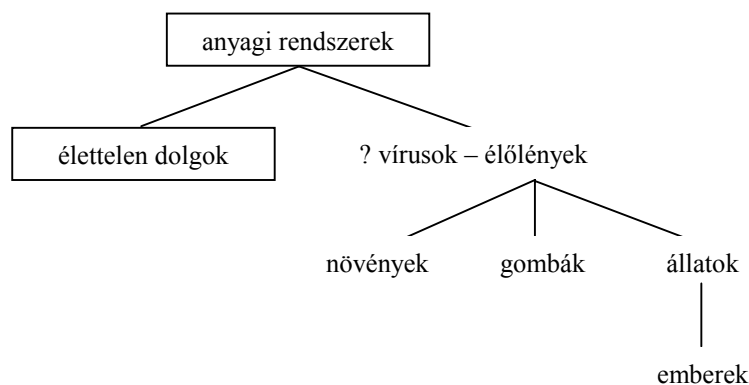 anyagi rendszerek
élettelen dolgok
? vírusok – élőlények
növények
gombák
állatok
emberek